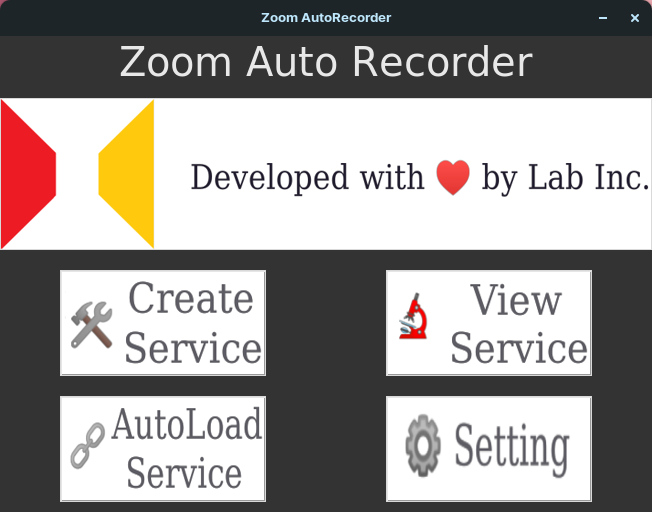 Zoom AutoRecorder
Zoom Auto Recorder
Developed with ❤ by Lab Inc.
Create
Service
View
Service
AutoLoad
Service
Setting